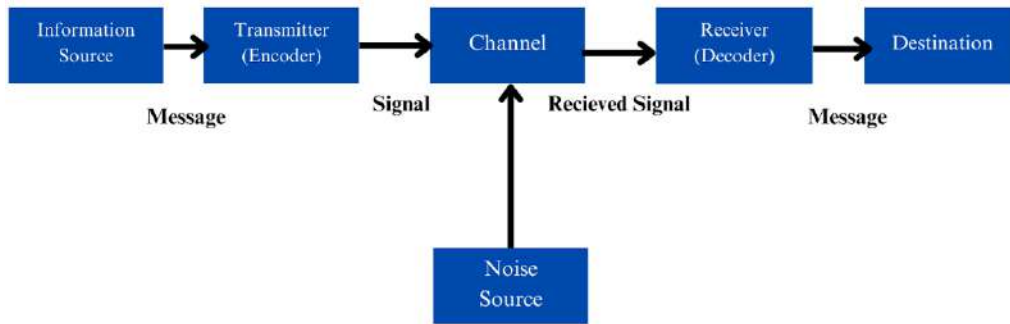 Information
Source
Transmitter
(Encoder)
Channel
Receiver
(Decoder)
Destination
Message
Signal
Recieved Signal
Message
Noise
Source